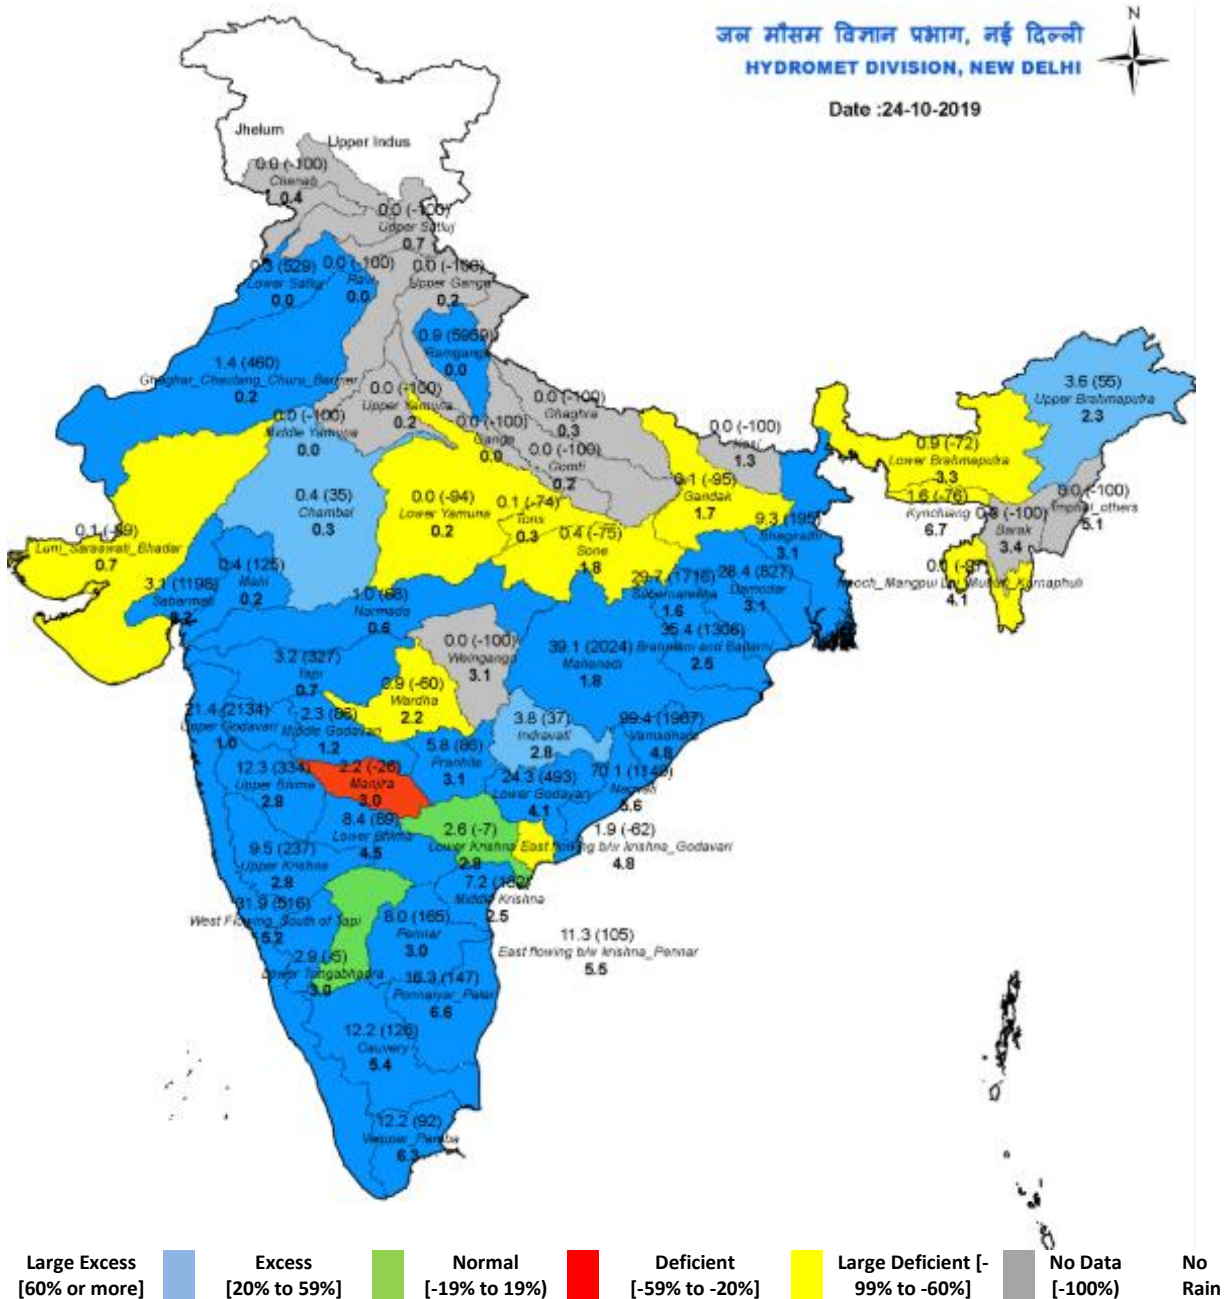 जल मौसम विज्ञान प्रभाग, नई दिल्ली
HYDROMET DIVISION, NEW DELHI
N
Date :24-10-2019
Jhelum
Upper Indus
0.0 (-100)
Chenab
0.4
0.0 (-100)
Upper Satluj
0.7
0.3 (529)
Lower Satluj
0.0
0.0 (-100)
Ravi
0.0
0.0 (-100)
Upper Ganga
0.2
0.9 (5959)
Ramganga
0.0
1.4 (460)
Ghaghar_Chautang_Churu_Barmer
0.2
0.0 (-100)
Upper Yamuna
0.2
0.0 (-100)
Middle Yamuna
0.0
0.0 (-100)
Ganga
0.0
0.0 (-100)
Ghaghra
0.3
0.0 (-100)
Gomti
0.2
0.0 (-100)
Kosi
1.3
3.6 (55)
Upper Brahmaputra
2.3
0.9 (-72)
Lower Brahmaputra
3.3
1.6 (-76)
Kynchiang
6.7
0.0 (-100)
Barak
3.4
0.0 (-100)
Imphal_others
5.1
4.1
0.1 (-95)
Gandak
1.7
0.4 (35)
Chambal
0.3
0.0 (-94)
Lower Yamuna
0.2
0.1 (-74)
Tons
0.3
0.4 (-75)
Sone
1.8
9.3 (195)
Bhagirathi
3.1
0.1 (-89)
Luni_Saraswati_Bhadar
0.7
0.4 (125)
Mahi
0.2
3.1 (1198)
Sabarmati
0.2
1.0 (68)
Narmada
0.6
29.7 (1716)
Subernarekha
1.6
28.4 (827)
Damodar
3.1
35.4 (1306)
Brahmani and Baitarni
2.5
39.1 (2024)
Mahanadi
1.8
0.0 (-100)
Wainganga
3.1
3.2 (327)
Tapi
0.7
0.9 (-60)
Wardha
2.2
21.4 (2134)
Upper Godavari
1.0
2.3 (86)
Middle Godavari
1.2
3.8 (37)
Indravati
2.8
99.4 (1967)
Vamsdhara
4.8
5.8 (86)
Pranhita
3.1
12.3 (334)
Upper Bhima
2.8
2.2 (-26)
Manjira
3.0
24.3 (493)
Lower Godavari
4.1
70.1 (1149)
Nagvali
5.6
8.4 (89)
Lower Bhima
4.5
2.6 (-7)
Lower Krishna
2.8
1.9 (-62)
East flowing b/w krishna_Godavari
4.8
9.5 (237)
Upper Krishna
2.8
7.2 (182)
Middle Krishna
2.5
31.9 (516)
West Flowing_South of Tapi
5.2
8.0 (165)
Pennar
3.0
11.3 (105)
East flowing b/w krishna_Pennar
5.5
2.9 (-5)
Lower Tungabhadra
3.0
16.3 (147)
Ponnaiyar_Palar
6.6
12.2 (126)
Cauvery
5.4
12.2 (92)
Vaippar_Pamba
6.3
Large Excess
[60% or more]
Excess
[20% to 59%]
Normal
[-19% to 19%)
Deficient
[-59% to -20%]
Large Deficient [-
99% to -60%]
No Data
[-100%)
No
Rain